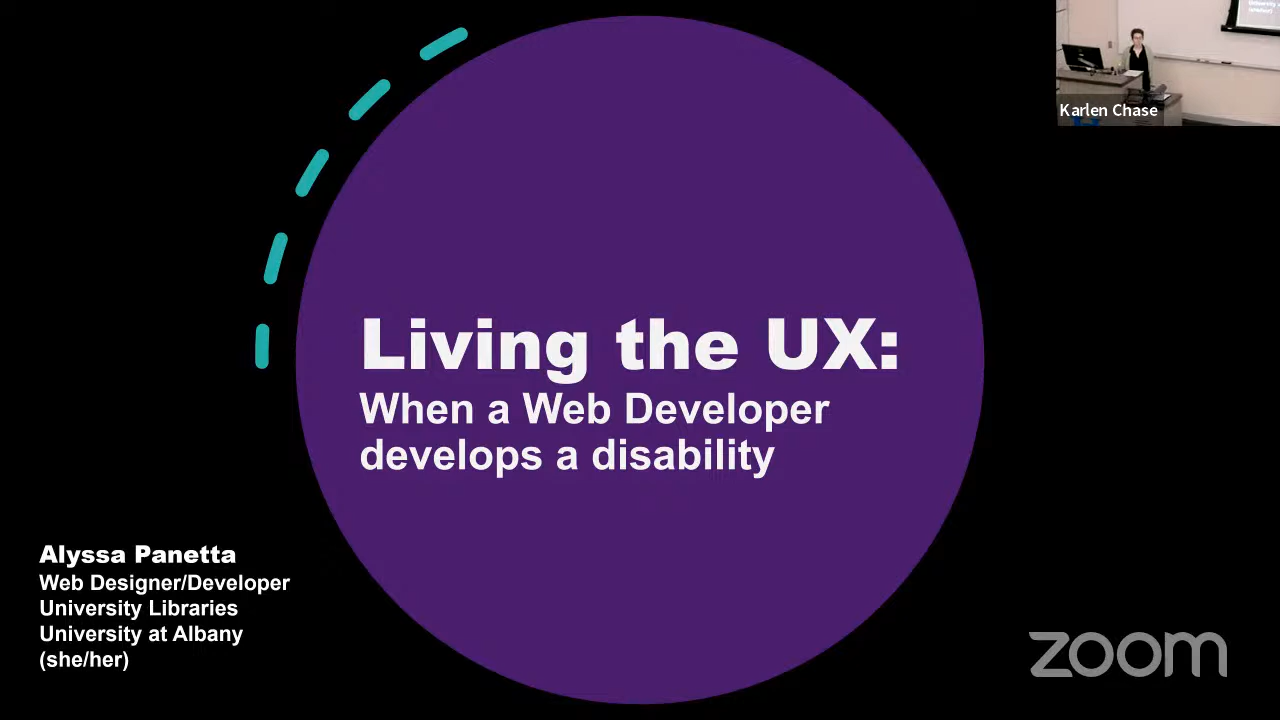 Living the UX:
When a Web Developer
develops a disability
Alyssa Panetta
Web Designer/Developer
University Libraries
University at Albany
(she/her)
Karlen Chase
zoom